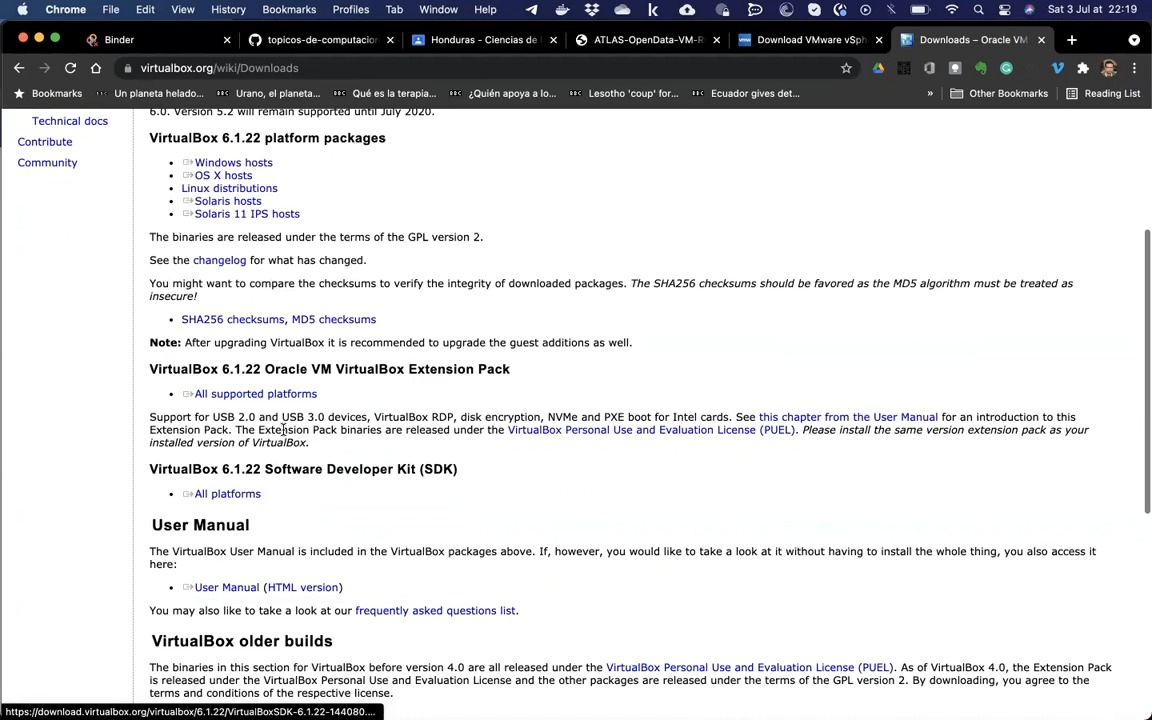 Chrome File Edit View History Bookmarks Profiles Tab Window Help Sat 3 Jul at 22:19
Binder × topicos-de-computacion × Honduras - Ciencias de × ATLAS-OpenData-VM-R × Download VMware vSph × Downloads – Oracle VM × +
virtualbox.org/wiki/Downloads
Bookmarks Un planeta helado... Urano, el planeta... Qué es la terapia... ¿Quién apoya a lo... Lesotho 'coup' for... Ecuador gives det... » Other Bookmarks Reading List
6.0. Version 5.2 will remain supported until July 2020.
Technical docs
Contribute
Community
VirtualBox 6.1.22 platform packages
• Windows hosts
• OS X hosts
• Linux distributions
• Solaris hosts
• Solaris 11 IPS hosts
The binaries are released under the terms of the GPL version 2.
See the changelog for what has changed.
You might want to compare the checksums to verify the integrity of downloaded packages. The SHA256 checksums should be favored as the MD5 algorithm must be treated as
insecure!
• SHA256 checksums, MD5 checksums
Note: After upgrading VirtualBox it is recommended to upgrade the guest additions as well.
VirtualBox 6.1.22 Oracle VM VirtualBox Extension Pack
• All supported platforms
Support for USB 2.0 and USB 3.0 devices, VirtualBox RDP, disk encryption, NVMe and PXE boot for Intel cards. See this chapter from the User Manual for an introduction to this
Extension Pack. The Extension Pack binaries are released under the VirtualBox Personal Use and Evaluation License (PUEL). Please install the same version extension pack as your
installed version of VirtualBox.
VirtualBox 6.1.22 Software Developer Kit (SDK)
• All platforms
User Manual
The VirtualBox User Manual is included in the VirtualBox packages above. If, however, you would like to take a look at it without having to install the whole thing, you also access it
here:
• User Manual (HTML version)
You may also like to take a look at our frequently asked questions list.
VirtualBox older builds
The binaries in this section for VirtualBox before version 4.0 are all released under the VirtualBox Personal Use and Evaluation License (PUEL). As of VirtualBox 4.0, the Extension Pack
is released under the VirtualBox Personal Use and Evaluation License and the other packages are released under the terms of the GPL version 2. By downloading, you agree to the
terms and conditions of the respective license.
https://download.virtualbox.org/virtualbox/6.1.22/VirtualBoxSDK-6.1.22-144080....